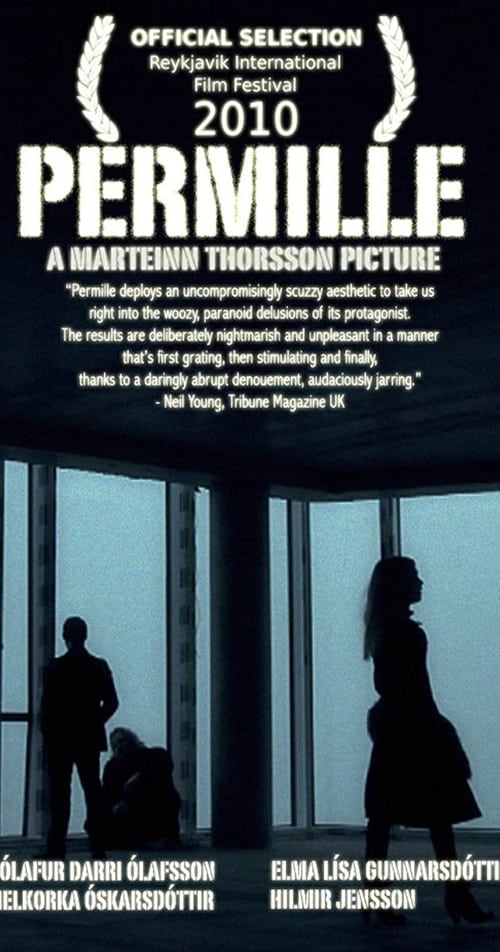 OFFICIAL SELECTION
Reykjavik International
Film Festival
2010
PERMILLE
A MARTEINN THORSSON PICTURE
“Permille deploys an uncompromisingly scuzzy aesthetic to take us
right into the woozy, paranoid delusions of its protagonist.
The results are deliberately nightmarish and unpleasant in a manner
that's first grating, then stimulating and finally,
thanks to a daringly abrupt denouement, audaciously jarring.”
- Neil Young, Tribune Magazine UK
ÓLAFUR DARRI ÓLAFSSON
ELMA LÍSA GUNNARSDÓTTI
ELKORKA ÓSKARSDÓTTIR
HILMIR JENSSON